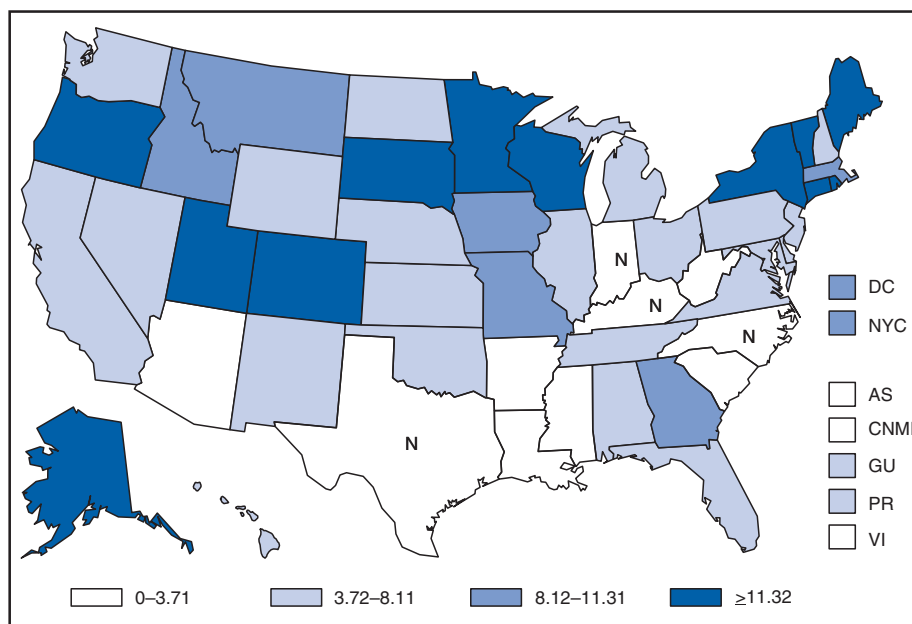 N
N
N
N
DC
NYC
AS
CNMI
GU
PR
VI
0–3.71
3.72–8.11
8.12–11.31
≥11.32